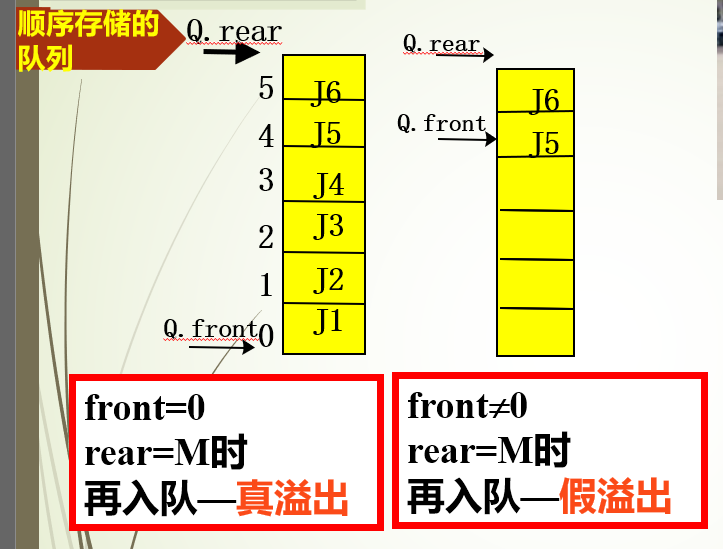 顺序存储的
队列
Q.rear
5 J6
4 J5
3 J4
2 J3
1 J2
0 J1
Q.front
Q.rear
J6
Q.front
J5
front=0
rear=M时
再入队—真溢出
front≠0
rear=M时
再入队—假溢出